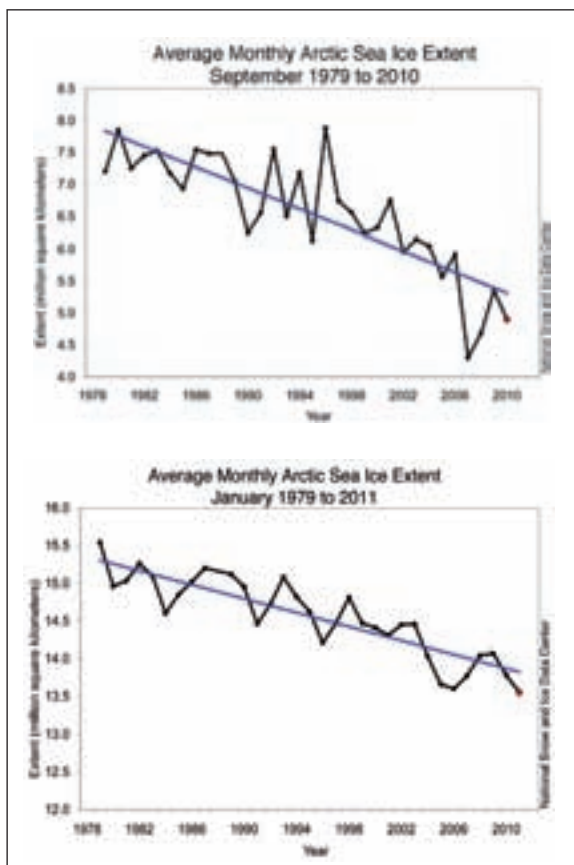 Average Monthly Arctic Sea Ice Extent
September 1979 to 2010
Extent (million square kilometers)
8.5
8.0
7.5
7.0
6.5
6.0
5.5
5.0
4.5
4.0
1978 1982 1986 1990 1994 1998 2002 2006 2010
Year
National Snow and Ice Data Center
Average Monthly Arctic Sea Ice Extent
January 1979 to 2011
Extent (million square kilometers)
16.0
15.5
15.0
14.5
14.0
13.5
13.0
12.5
12.0
1978 1982 1986 1990 1994 1998 2002 2006 2010
Year
National Snow and Ice Data Center